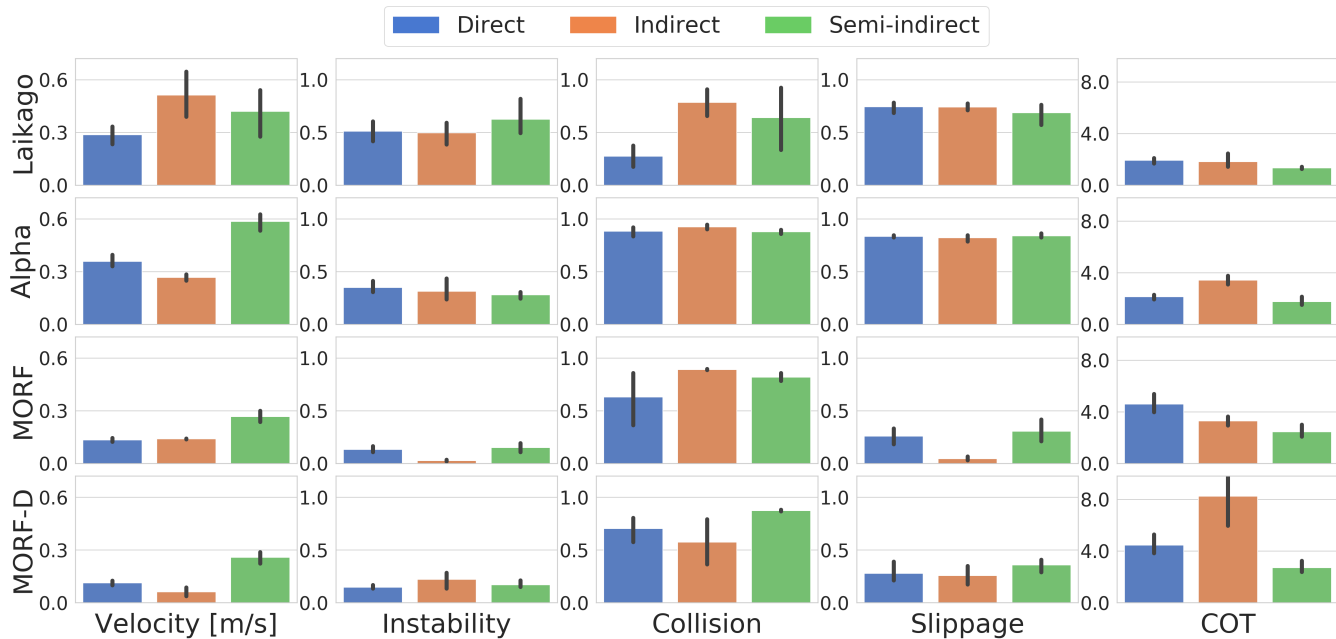 Direct Indirect Semi-indirect
Laikago
0.6 1.0 1.0 1.0 8.0
0.3 0.5 0.5 0.5 4.0
0.0 0.0 0.0 0.0 0.0
Alpha
0.6 1.0 1.0 1.0 8.0
0.3 0.5 0.5 0.5 4.0
0.0 0.0 0.0 0.0 0.0
MORF
0.6 1.0 1.0 1.0 8.0
0.3 0.5 0.5 0.5 4.0
0.0 0.0 0.0 0.0 0.0
MORF-D
0.6 1.0 1.0 1.0 8.0
0.3 0.5 0.5 0.5 4.0
0.0 0.0 0.0 0.0 0.0
Velocity [m/s] Instability Collision Slippage COT